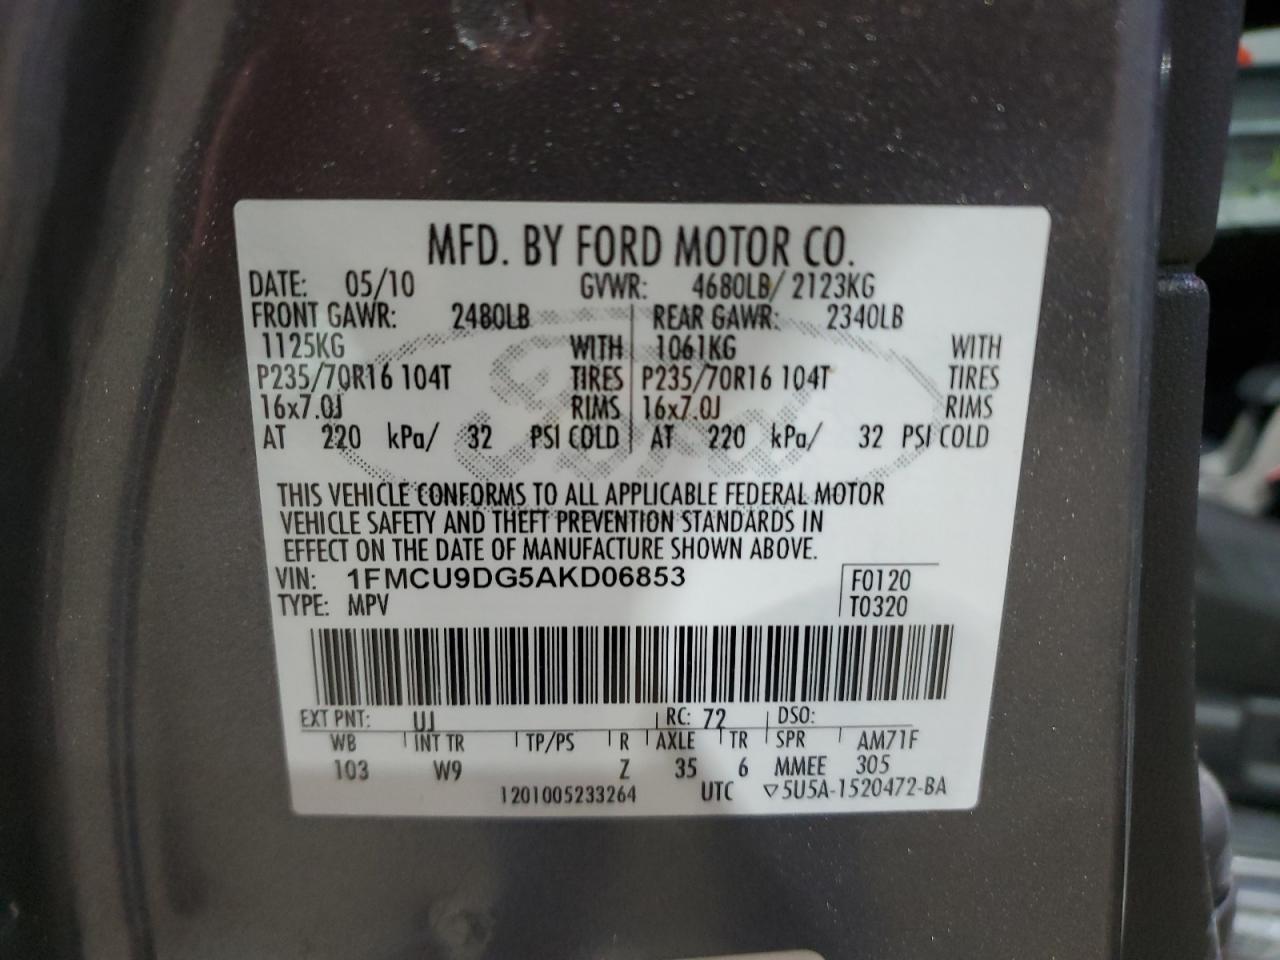 MFD. BY FORD MOTOR CO.
DATE: 05/10 GVWR: 4680LB/ 2123KG
FRONT GAWR: 2480LB REAR GAWR: 2340LB
1125KG WITH 1061KG WITH
P235/70R16 104T TIRES P235/70R16 104T TIRES
16x7.0J RIMS 16x7.0J RIMS
AT 220 kPa/ 32 PSI COLD AT 220 kPa/ 32 PSI COLD
Ford
THIS VEHICLE CONFORMS TO ALL APPLICABLE FEDERAL MOTOR
VEHICLE SAFETY AND THEFT PREVENTION STANDARDS IN
EFFECT ON THE DATE OF MANUFACTURE SHOWN ABOVE.
VIN: 1FMCU9DG5AKD06853 F0120
TYPE: MPV T0320
EXT PNT: UJ RC: 72 DSO:
WB INT TR TP/PS R AXLE TR SPR AM71F
103 W9 Z 35 6 MMEE 305
1201005233264 UTC ▽5U5A-1520472-BA